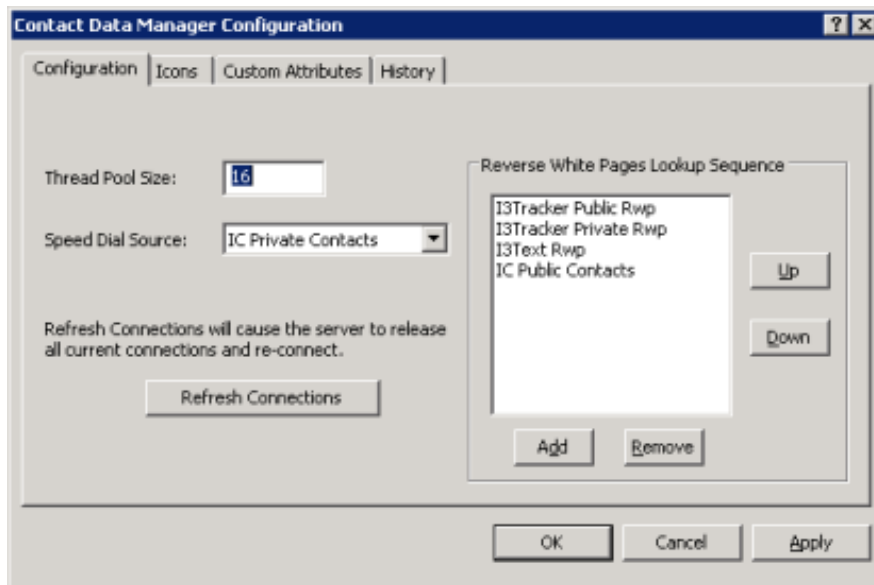 Contact Data Manager Configuration
Configuration
Icons
Custom Attributes
History
Thread Pool Size:
16
Speed Dial Source:
IC Private Contacts
Refresh Connections will cause the server to release
all current connections and re-connect.
Refresh Connections
Reverse White Pages Lookup Sequence
I3Tracker Public Rwp
I3Tracker Private Rwp
I3Text Rwp
IC Public Contacts
Up
Down
Add
Remove
OK
Cancel
Apply